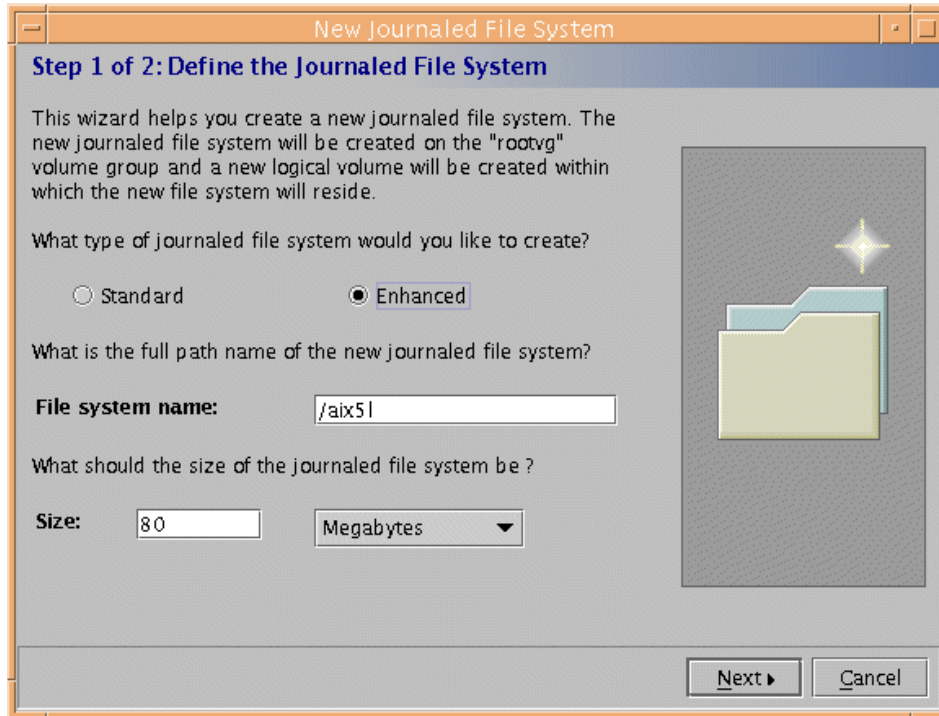 New Journaled File System
Step 1 of 2: Define the Journaled File System
This wizard helps you create a new journaled file system. The
new journaled file system will be created on the "rootvg"
volume group and a new logical volume will be created within
which the new file system will reside.
What type of journaled file system would you like to create?
Standard Enhanced
What is the full path name of the new journaled file system?
File system name: /aix5l
What should the size of the journaled file system be ?
Size: 80 Megabytes
Next Cancel